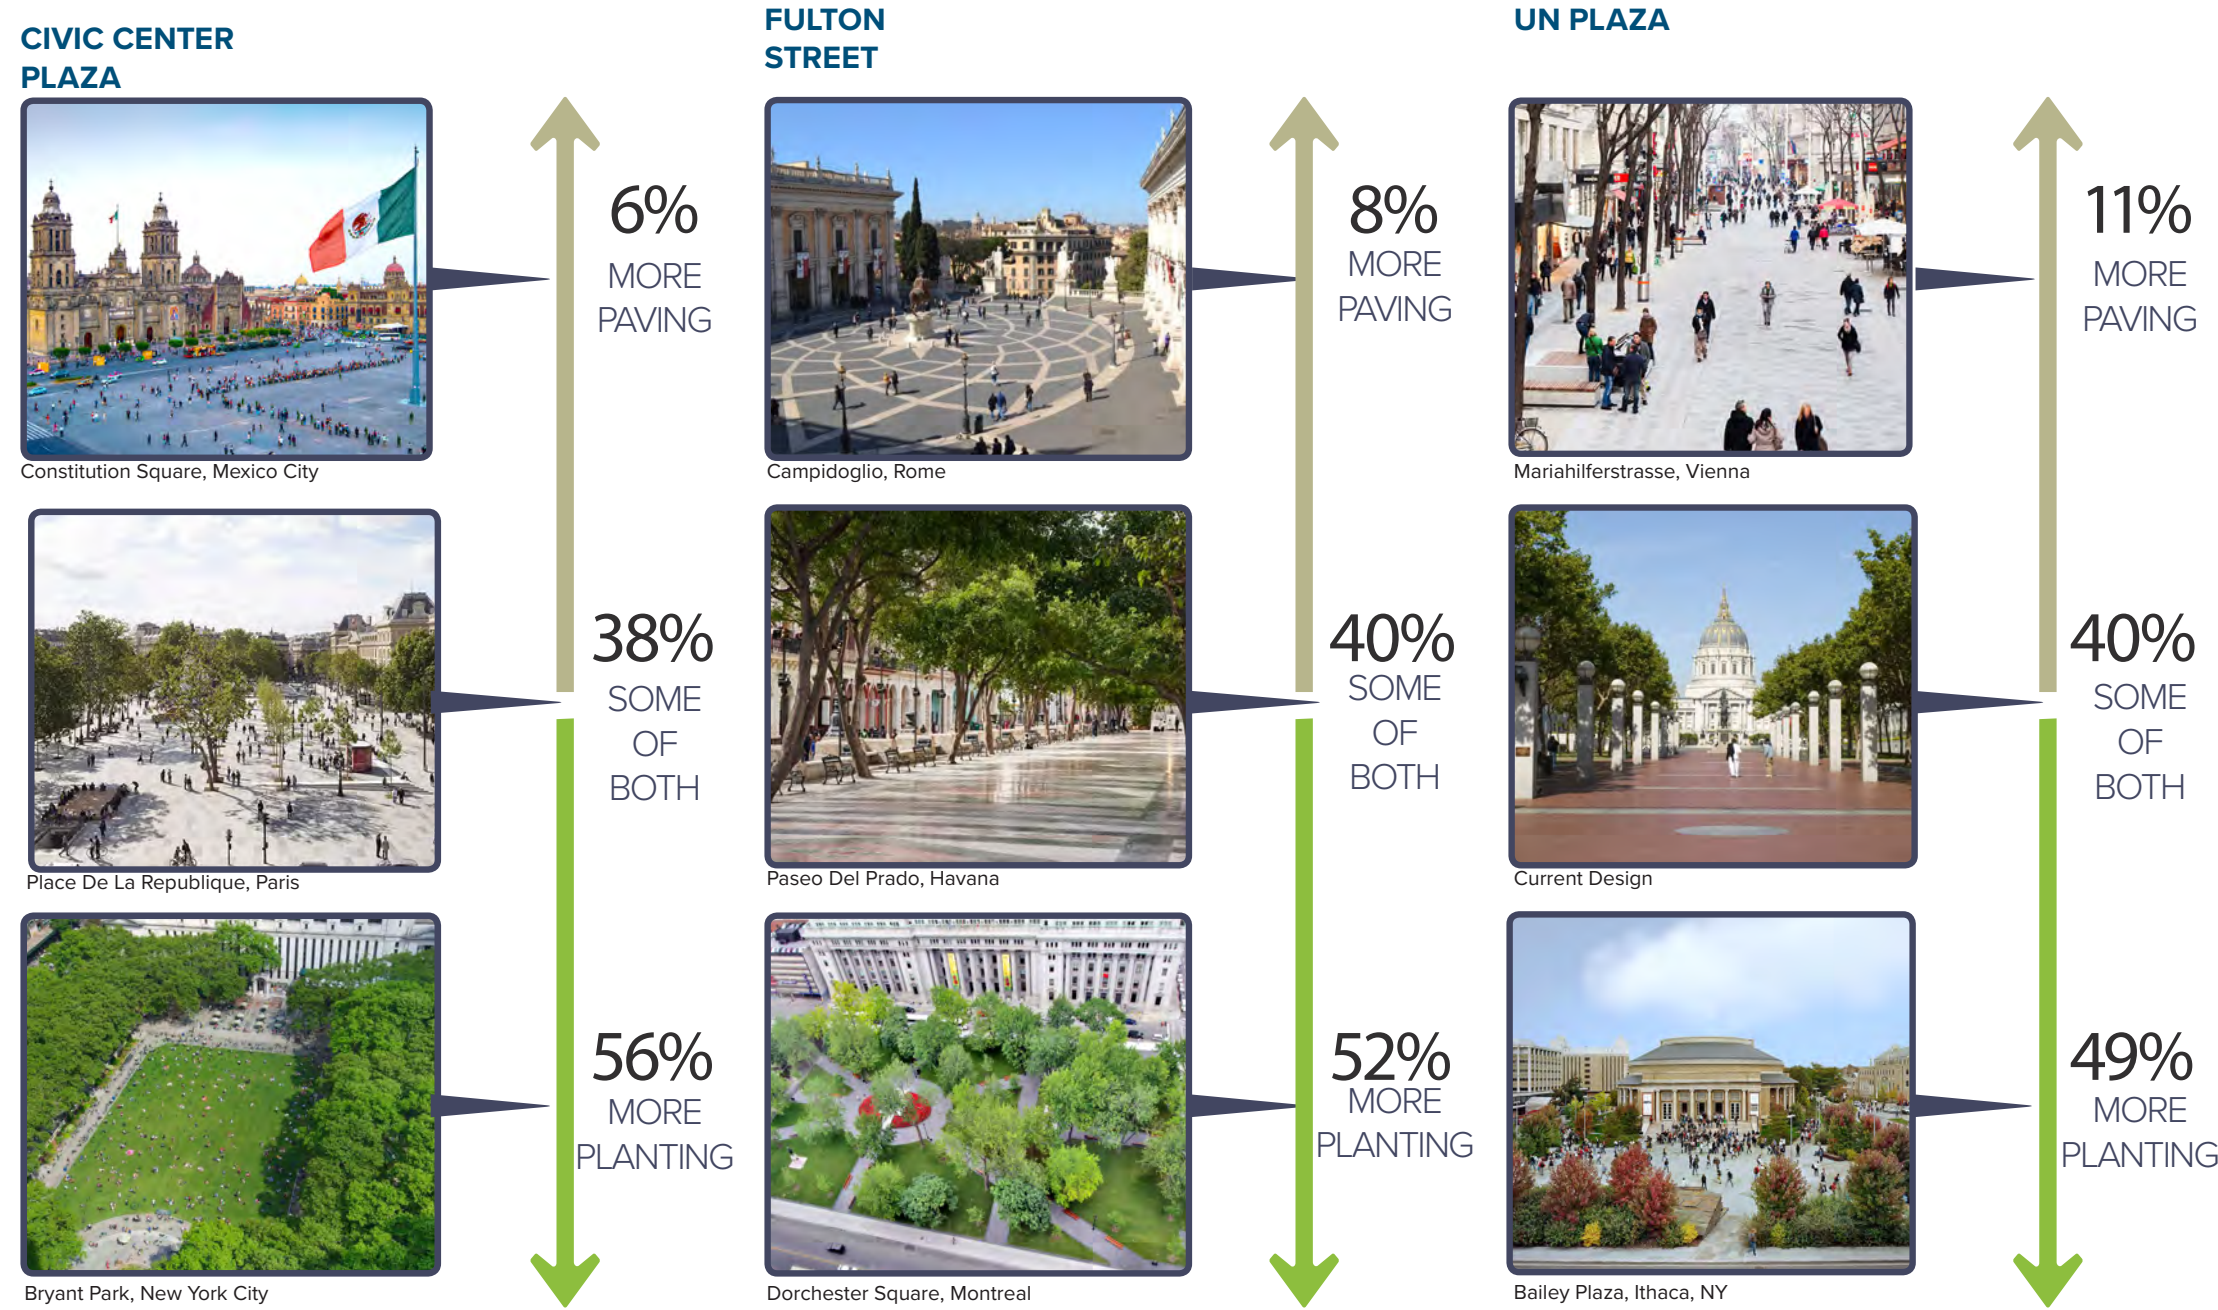 CIVIC CENTER
PLAZA
6%
MORE
PAVING
Constitution Square, Mexico City
38%
SOME
OF
BOTH
Place De La Republique, Paris
56%
MORE
PLANTING
Bryant Park, New York City
FULTON
STREET
8%
MORE
PAVING
Campidoglio, Rome
40%
SOME
OF
BOTH
Paseo Del Prado, Havana
52%
MORE
PLANTING
Dorchester Square, Montreal
UN PLAZA
11%
MORE
PAVING
Mariahilferstrasse, Vienna
40%
SOME
OF
BOTH
Current Design
49%
MORE
PLANTING
Bailey Plaza, Ithaca, NY